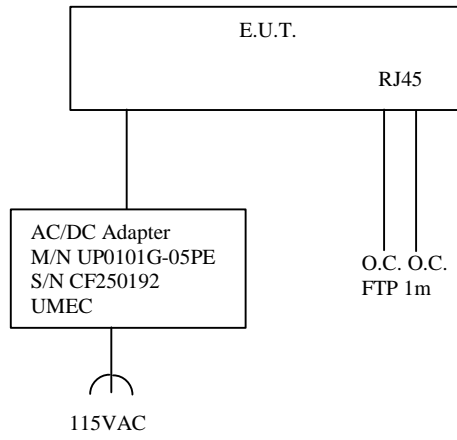 E.U.T.
RJ45
AC/DC Adapter
M/N UP0101G-05PE
S/N CF250192
UMEC
O.C. O.C.
FTP 1m
115VAC